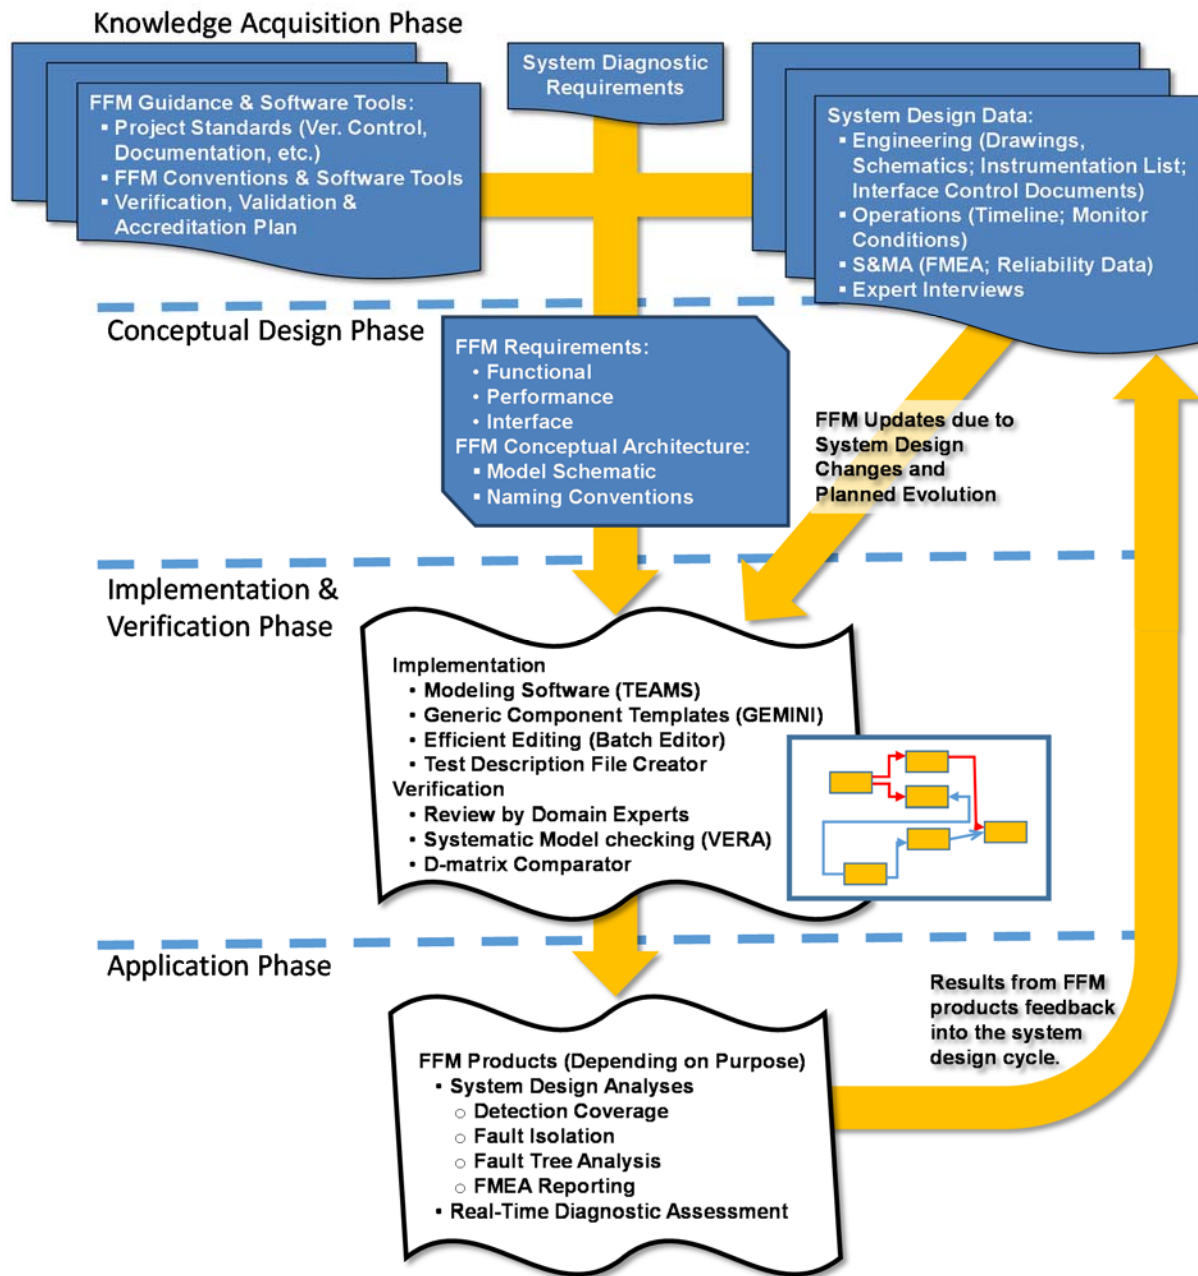 Knowledge Acquisition Phase
FFM Guidance & Software Tools:
▪ Project Standards (Ver. Control,
Documentation, etc.)
▪ FFM Conventions & Software Tools
▪ Verification, Validation &
Accreditation Plan
System Diagnostic
Requirements
System Design Data:
▪ Engineering (Drawings,
Schematics; Instrumentation List;
Interface Control Documents)
▪ Operations (Timeline; Monitor
Conditions)
▪ S&MA (FMEA; Reliability Data)
▪ Expert Interviews
Conceptual Design Phase
FFM Requirements:
• Functional
• Performance
• Interface
FFM Conceptual Architecture:
▪ Model Schematic
▪ Naming Conventions
FFM Updates due to
System Design
Changes and
Planned Evolution
Implementation &
Verification Phase
Implementation
• Modeling Software (TEAMS)
• Generic Component Templates (GEMINI)
• Efficient Editing (Batch Editor)
• Test Description File Creator
Verification
• Review by Domain Experts
• Systematic Model checking (VERA)
• D-matrix Comparator
Application Phase
FFM Products (Depending on Purpose)
• System Design Analyses
○ Detection Coverage
○ Fault Isolation
○ Fault Tree Analysis
○ FMEA Reporting
• Real-Time Diagnostic Assessment
Results from FFM
products feedback
into the system
design cycle.